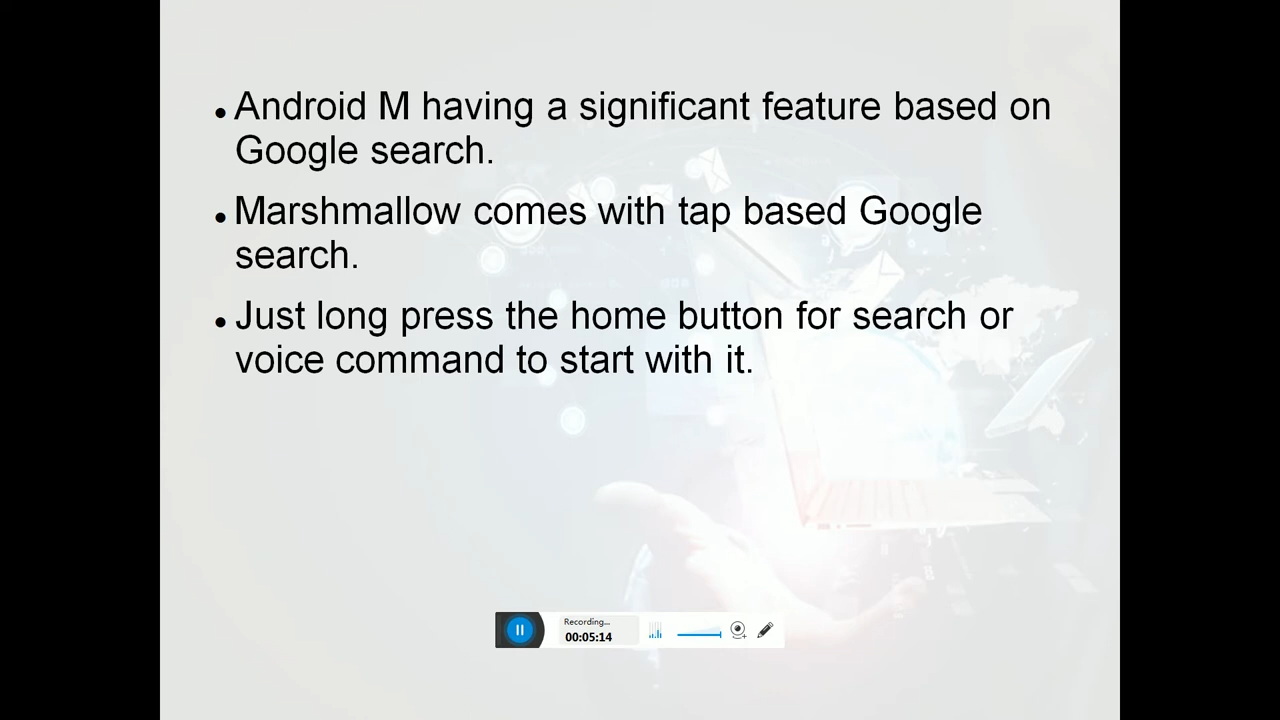 • Android M having a significant feature based on
Google search.
• Marshmallow comes with tap based Google
search.
• Just long press the home button for search or
voice command to start with it.
Recording...
00:05:14